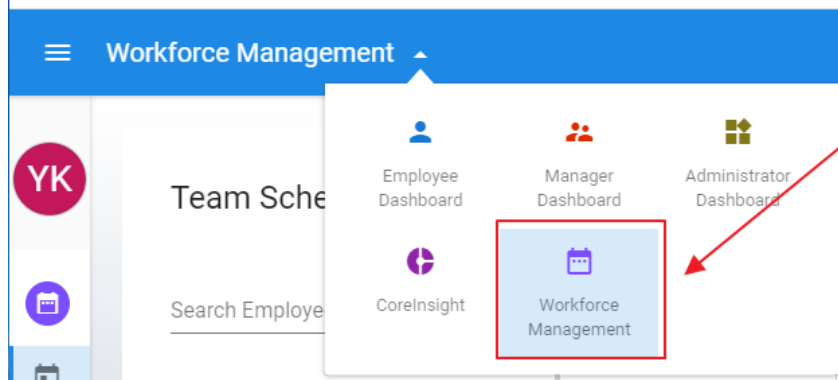 Workforce Management
YK
Team Sche
Employee
Dashboard
Manager
Dashboard
Administrator
Dashboard
Search Employe
CoreInsight
Workforce
Management